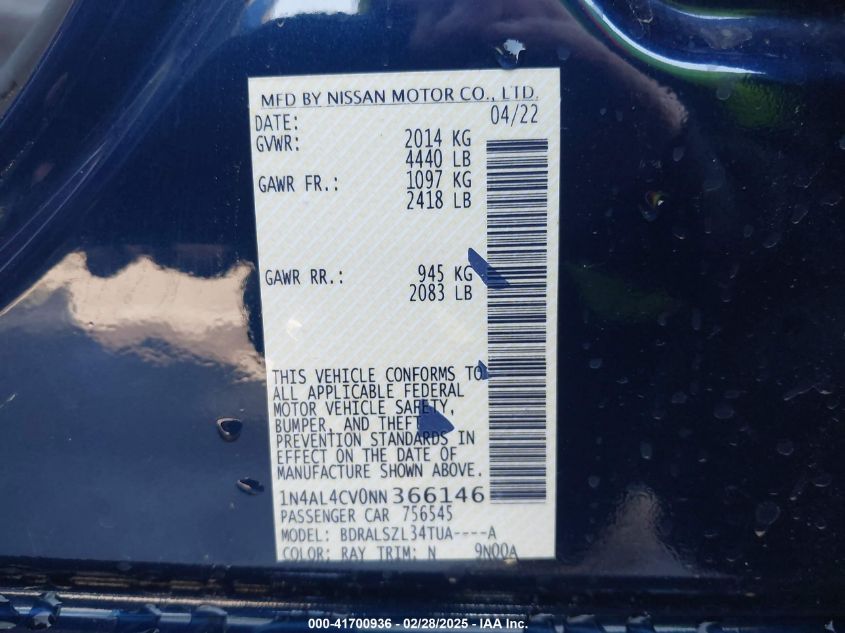 MFD BY NISSAN MOTOR CO., LTD.
DATE: 04/22
GVWR: 2014 KG
4440 LB
GAWR FR.: 1097 KG
2418 LB
GAWR RR.: 945 KG
2083 LB
THIS VEHICLE CONFORMS TO
ALL APPLICABLE FEDERAL
MOTOR VEHICLE SAFETY,
BUMPER, AND THEFT
PREVENTION STANDARDS IN
EFFECT ON THE DATE OF
MANUFACTURE SHOWN ABOVE.
1N4AL4CV0NN366146
PASSENGER CAR 756545
MODEL: BDRALSZL34TUA----A
COLOR: RAY TRIM: N 9N00A
000-41700936 - 02/28/2025 - IAA Inc.